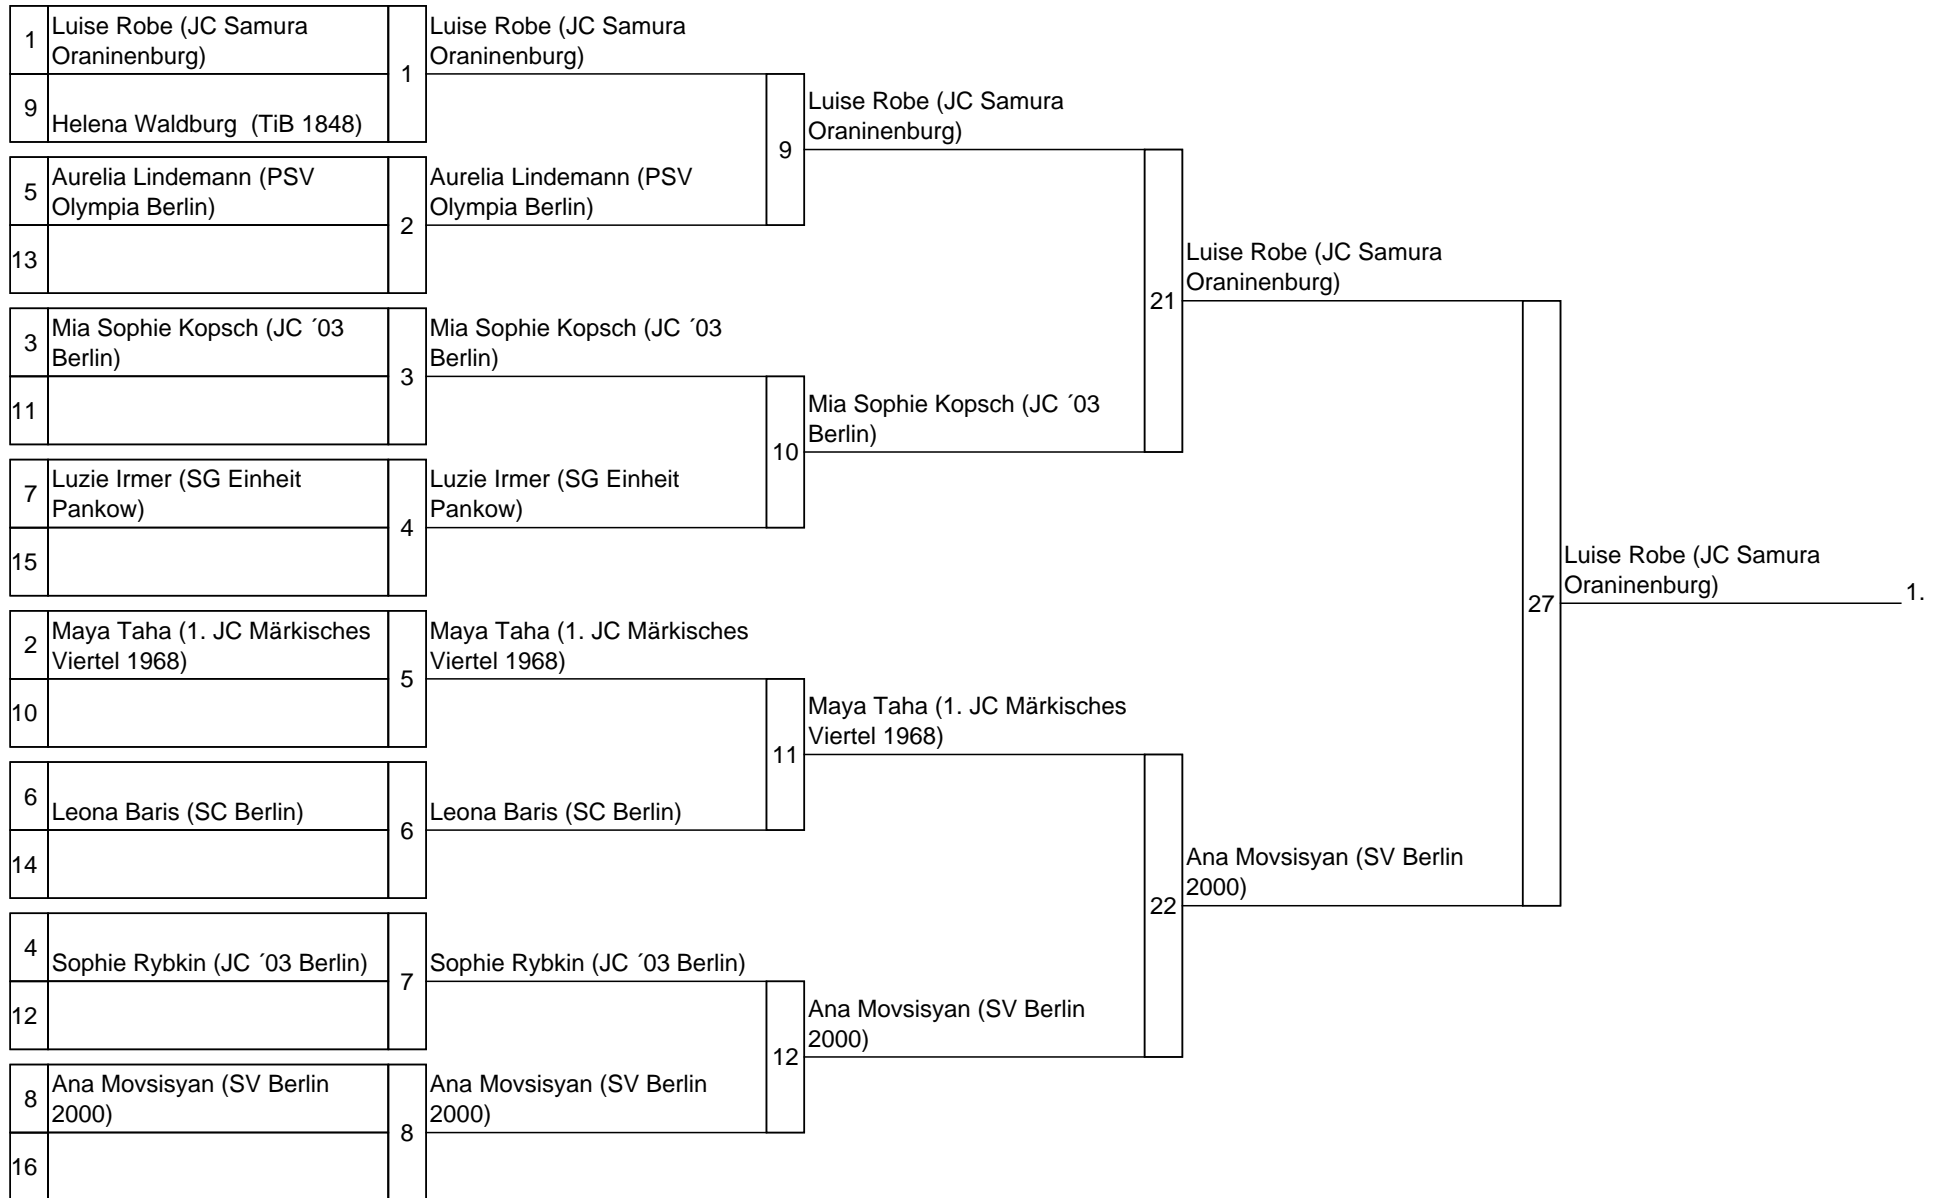 1
Luise Robe (JC Samura
Oraninenburg)
9
Helena Waldburg  (TiB 1848)
1
5
Aurelia Lindemann (PSV
Olympia Berlin)
13
2
3
Mia Sophie Kopsch (JC ´03
Berlin)
11
3
7
Luzie Irmer (SG Einheit
Pankow)
15
4
2
Maya Taha (1. JC Märkisches
Viertel 1968)
10
5
6
Leona Baris (SC Berlin)
14
6
4
Sophie Rybkin (JC ´03 Berlin)
12
7
8
Ana Movsisyan (SV Berlin
2000)
16
8
Luise Robe (JC Samura
Oraninenburg)
Aurelia Lindemann (PSV
Olympia Berlin)
9
Mia Sophie Kopsch (JC ´03
Berlin)
Luzie Irmer (SG Einheit
Pankow)
10
Maya Taha (1. JC Märkisches
Viertel 1968)
Leona Baris (SC Berlin)
11
Sophie Rybkin (JC ´03 Berlin)
Ana Movsisyan (SV Berlin
2000)
12
Luise Robe (JC Samura
Oraninenburg)
Mia Sophie Kopsch (JC ´03
Berlin)
21
Maya Taha (1. JC Märkisches
Viertel 1968)
Ana Movsisyan (SV Berlin
2000)
22
Luise Robe (JC Samura
Oraninenburg)
Ana Movsisyan (SV Berlin
2000)
27
Luise Robe (JC Samura
Oraninenburg)
1.